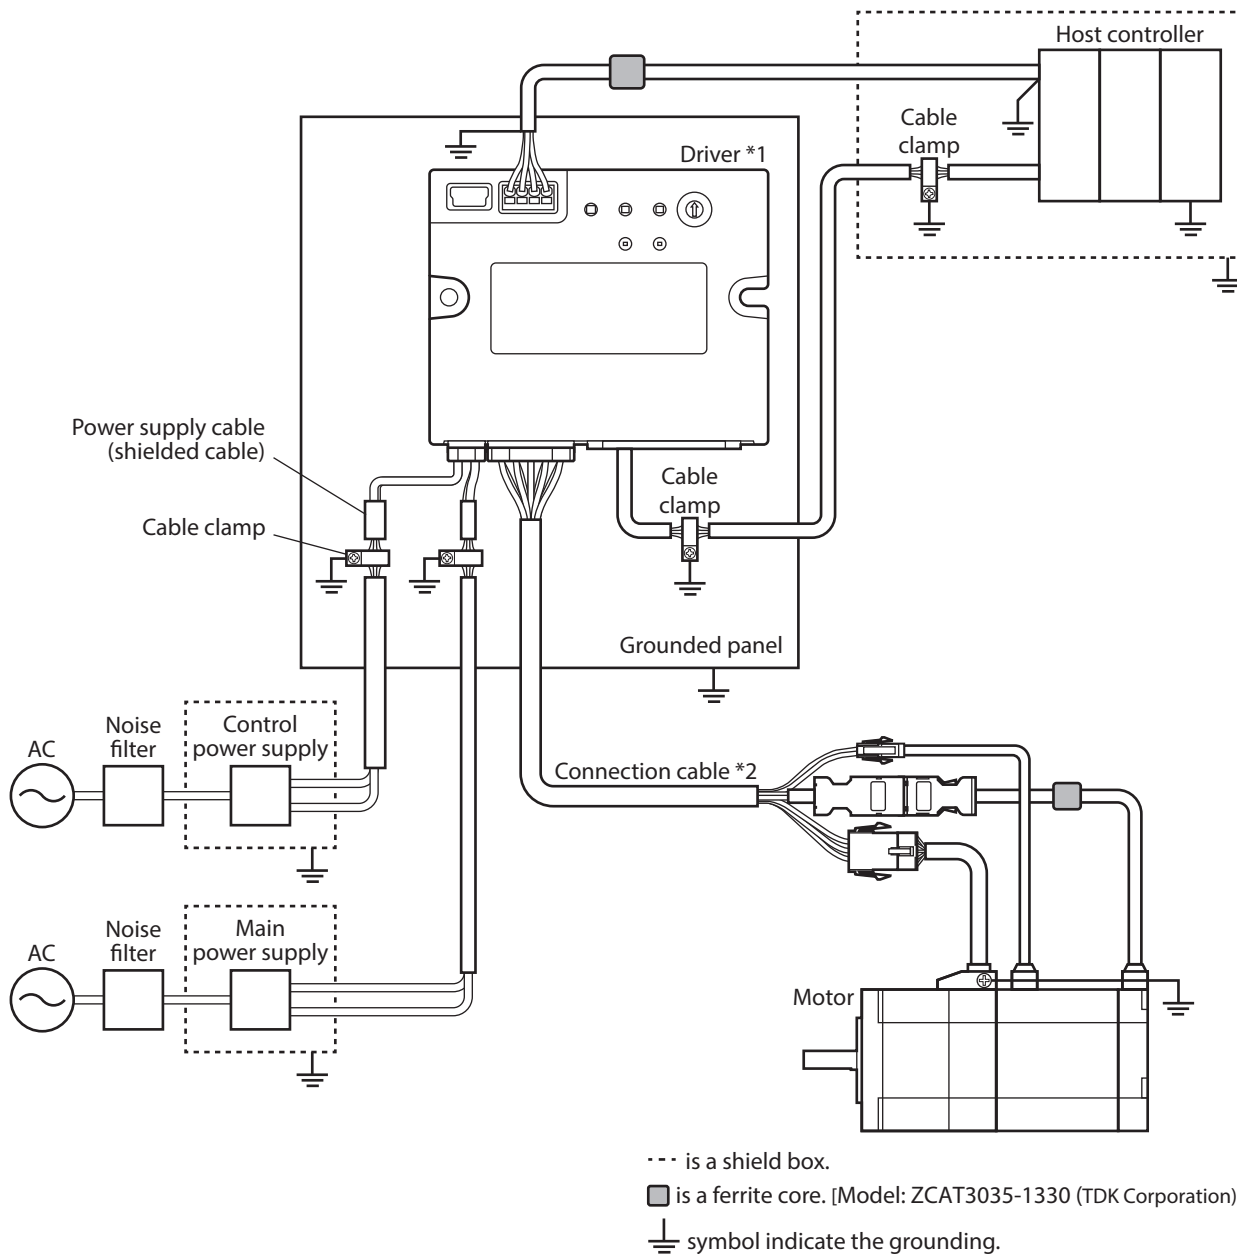 Host controller
Cable
clamp
Driver *1
Power supply cable
(shielded cable)
Cable clamp
Cable
clamp
Grounded panel
AC
Noise
filter
Control
power supply
Connection cable *2
AC
Noise
filter
Main
power supply
Motor
--- is a shield box.
is a ferrite core. [Model: ZCAT3035-1330 (TDK Corporation)
symbol indicate the grounding.